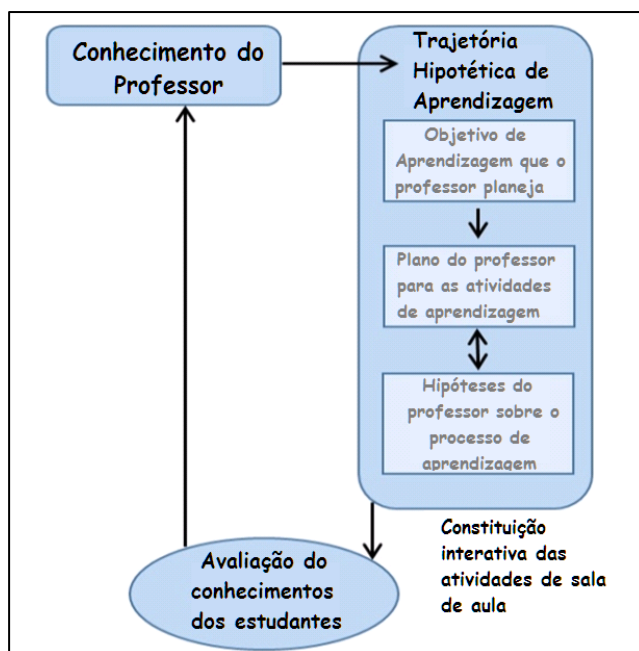 Conhecimento do
Professor
Trajetória
Hipotética de
Aprendizagem
Objetivo de
Aprendizagem que o
professor planeja
Plano do professor
para as atividades
de aprendizagem
Hipóteses do
professor sobre o
processo de
aprendizagem
Constituição
interativa das
atividades de sala
de aula
Avaliação do
conhecimentos
dos estudantes